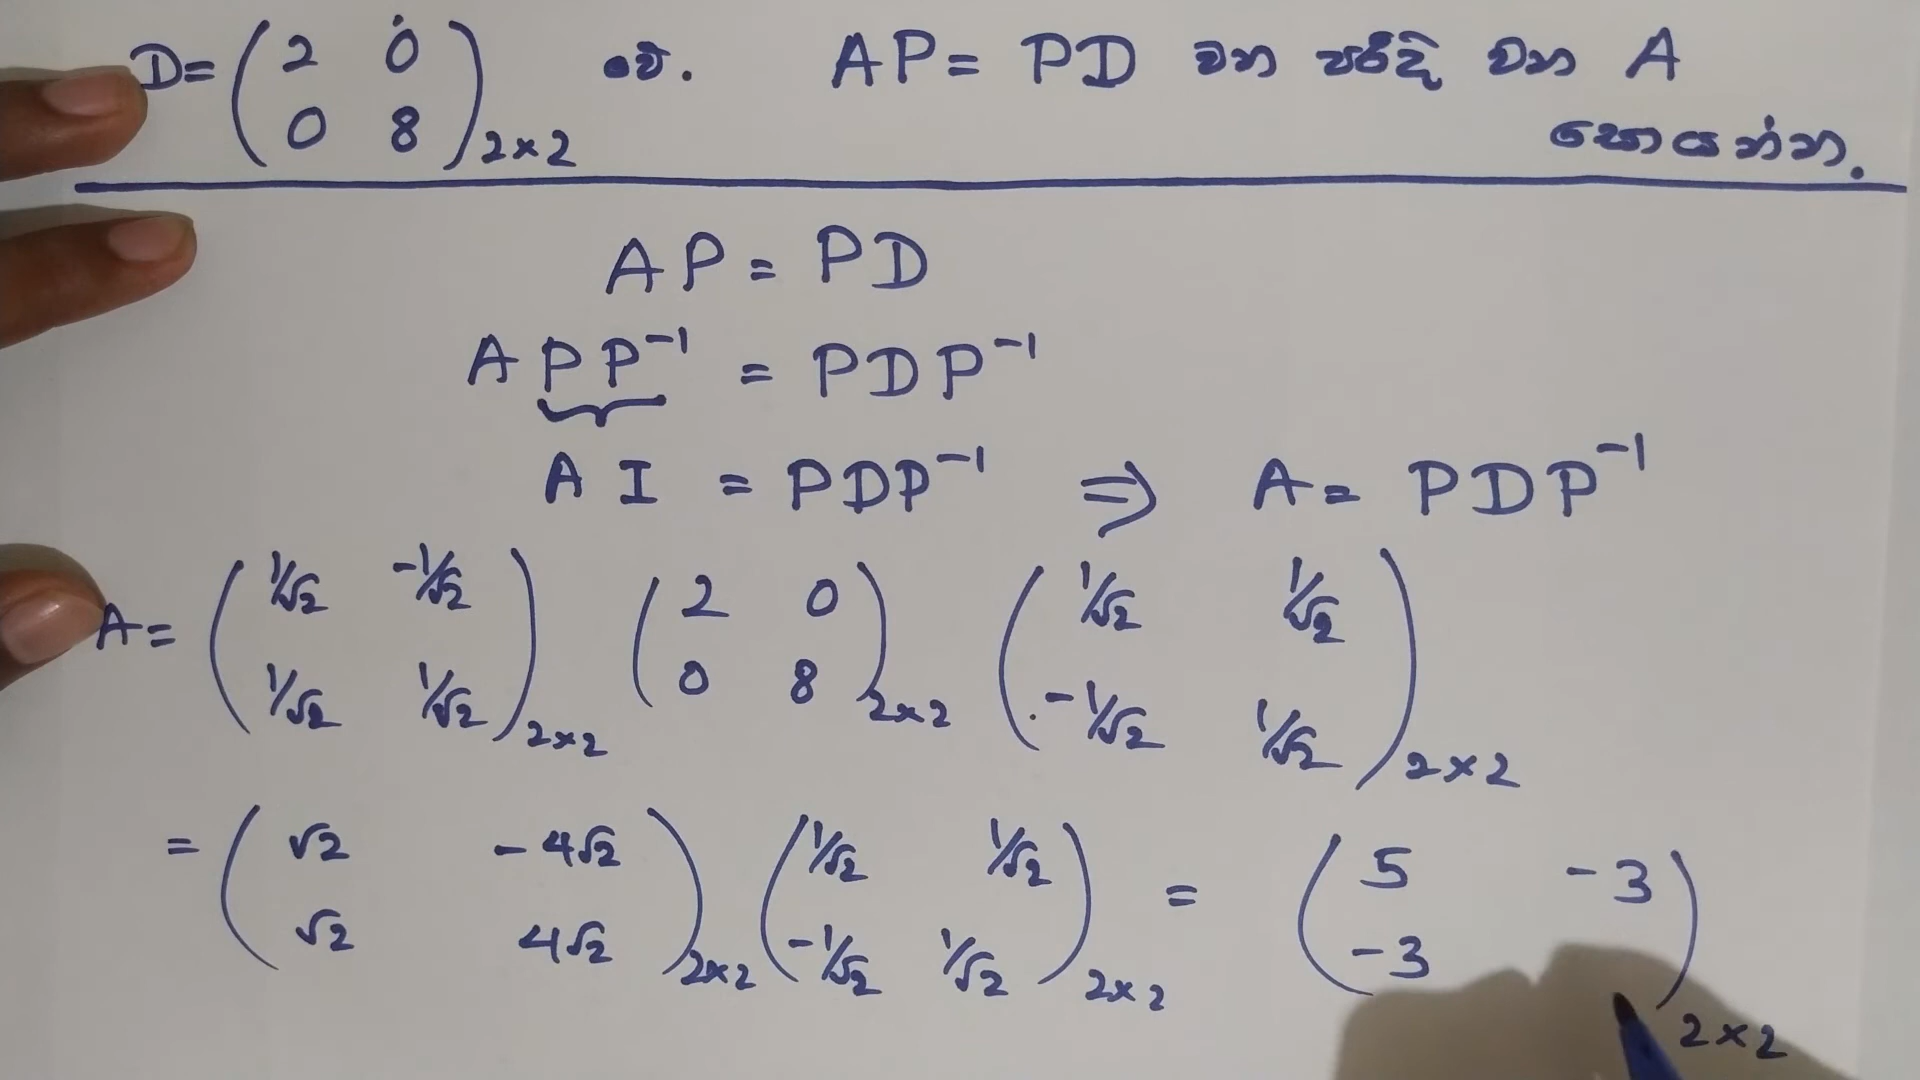 D = ( 2 0 ; 0 8 )2×2 වේ. AP = PD වන පරිදි වන A
සොයන්න.
AP = PD
A P P⁻¹ = PDP⁻¹
A I = PDP⁻¹ ⇒ A = PDP⁻¹
A = ( 1/√2 -1/√2 ; 1/√2 1/√2 )2×2 ( 2 0 ; 0 8 )2×2 ( 1/√2 1/√2 ; -1/√2 1/√2 )2×2
= ( √2 -4√2 ; √2 4√2 )2×2 ( 1/√2 1/√2 ; -1/√2 1/√2 )2×2 = ( 5 -3 ; -3 )2×2